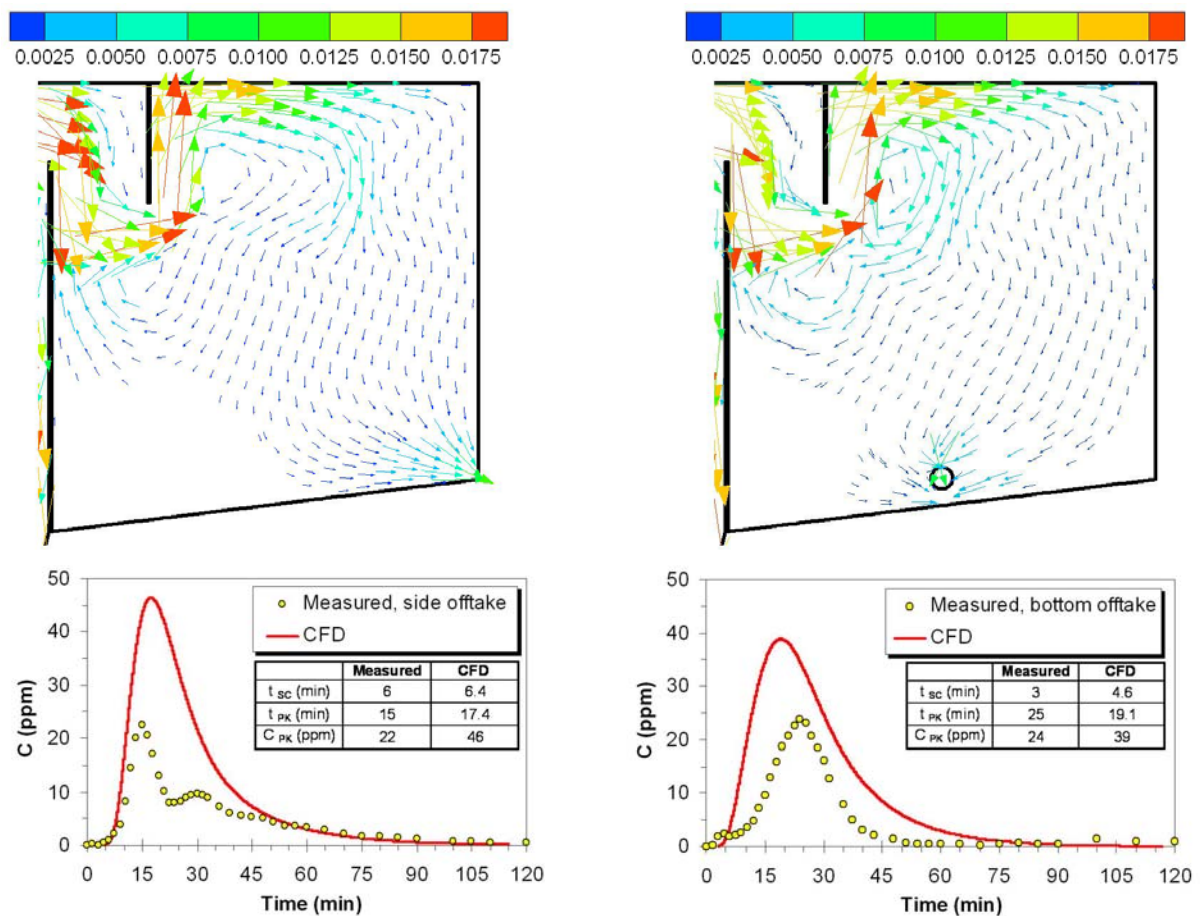 0.0025 0.0050 0.0075 0.0100 0.0125 0.0150 0.0175
0.0025 0.0050 0.0075 0.0100 0.0125 0.0150 0.0175
C (ppm)
50
40
30
20
10
0
Measured, side offtake
CFD
Measured CFD
t SC (min) 6 6.4
t PK (min) 15 17.4
C PK (ppm) 22 46
0 15 30 45 60 75 90 105 120
Time (min)
C (ppm)
50
40
30
20
10
0
Measured, bottom offtake
CFD
Measured CFD
t SC (min) 3 4.6
t PK (min) 25 19.1
C PK (ppm) 24 39
0 15 30 45 60 75 90 105 120
Time (min)